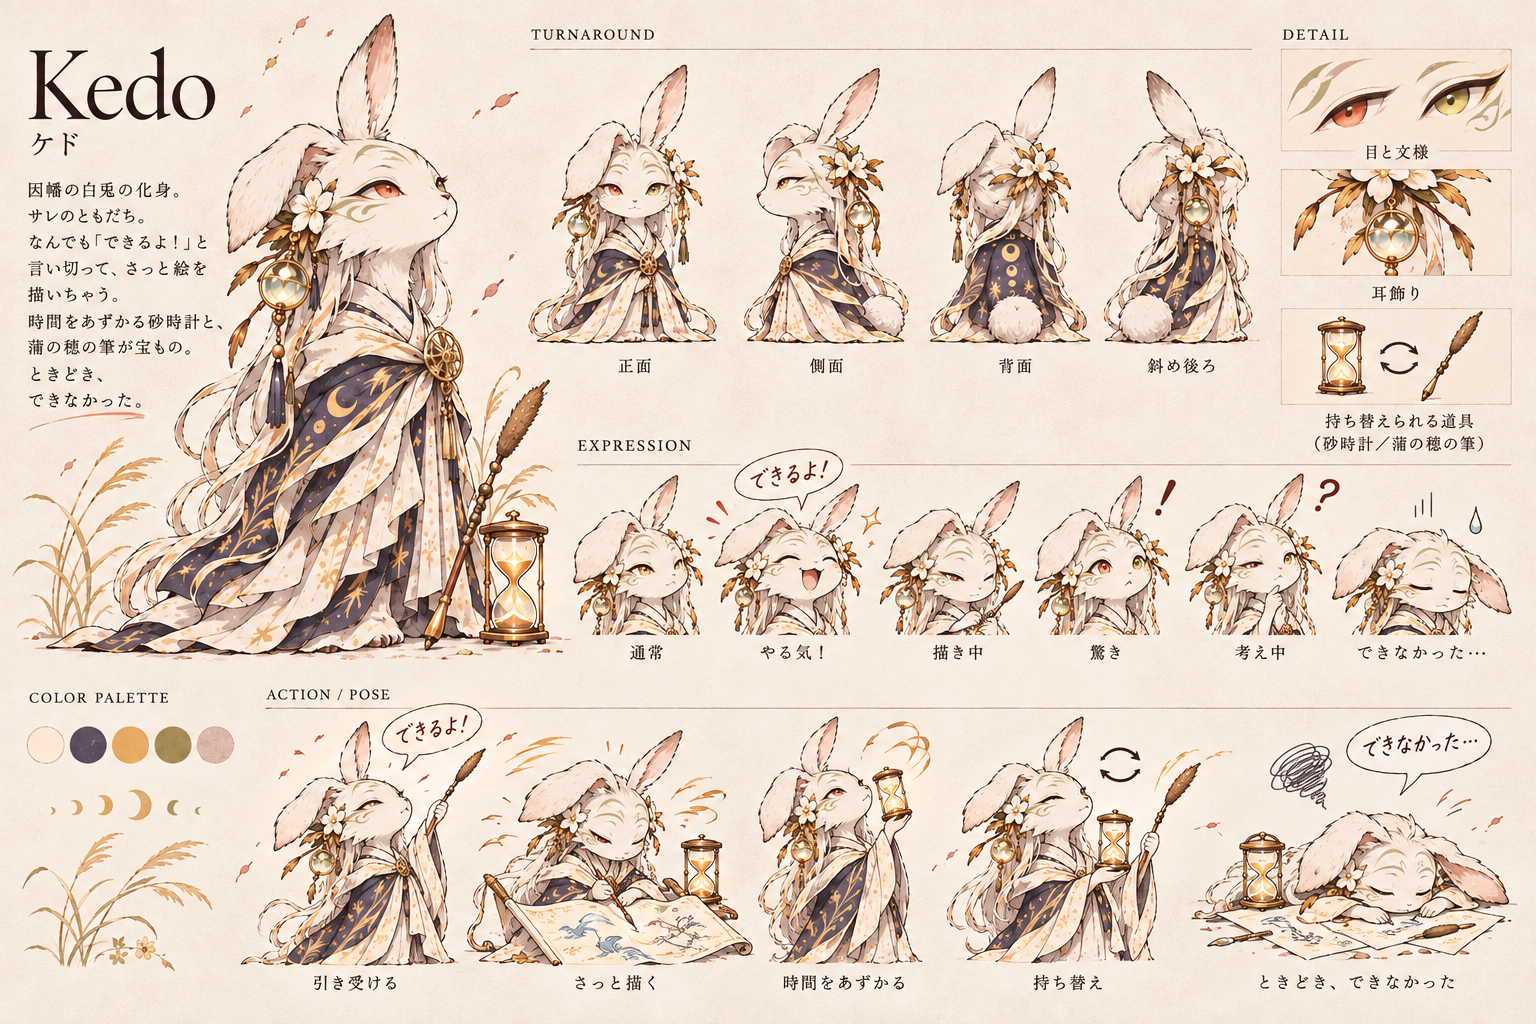 Kedo
ケド
因幡の白兎の化身。
サレのともだち。
なんでも「できるよ!」と
言い切って、さっと絵を
描いちゃう。
時間をあずかる砂時計と、
蒲の穂の筆が宝もの。
ときどき、
できなかった。
TURNAROUND
正面
側面
背面
斜め後ろ
DETAIL
目と文様
耳飾り
持ち替えられる道具
(砂時計/蒲の穂の筆)
EXPRESSION
できるよ!
!
?
通常
やる気!
描き中
驚き
考え中
できなかった…
COLOR PALETTE
ACTION / POSE
できるよ!
できなかった…
引き受ける
さっと描く
時間をあずかる
持ち替え
ときどき、できなかった